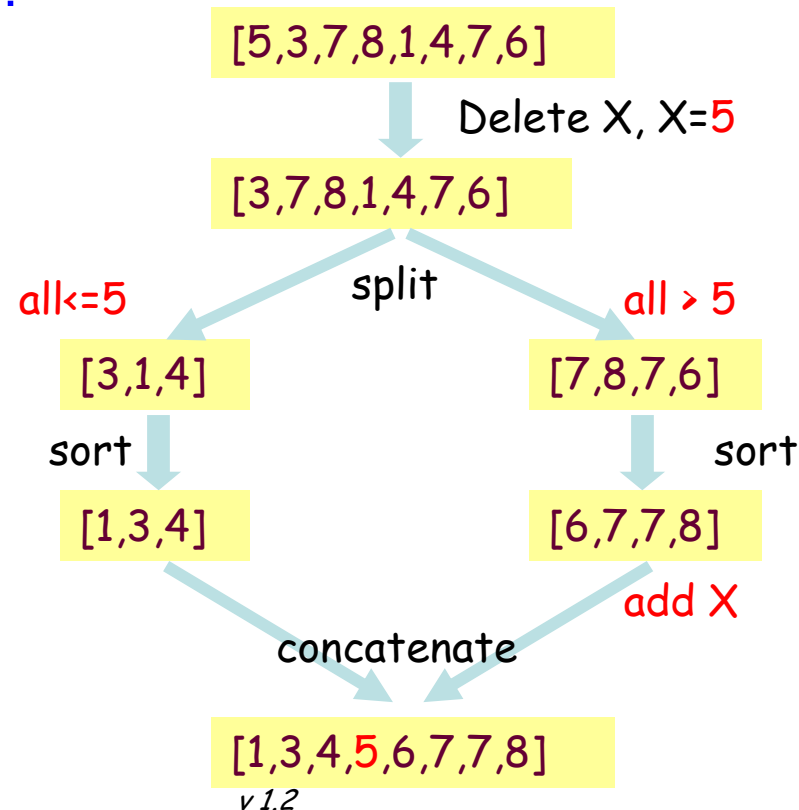 [5,3,7,8,1,4,7,6]
Delete X, X=5
[3,7,8,1,4,7,6]
split
all<=5
all > 5
[3,1,4]
[7,8,7,6]
sort
sort
[1,3,4]
[6,7,7,8]
add X
concatenate
[1,3,4,5,6,7,7,8]
v 1.2